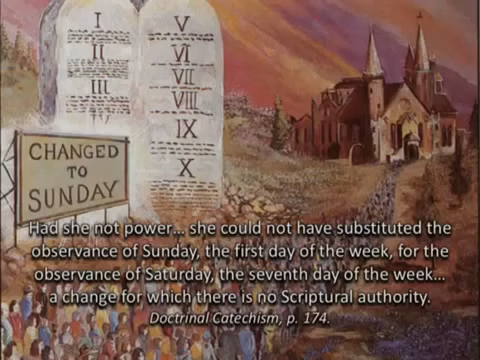 I
II
III
IV
V
VI
VII
VIII
IX
X
CHANGED
TO
SUNDAY
Had she not power... she could not have substituted the
observance of Sunday, the first day of the week, for the
observance of Saturday, the seventh day of the week...
a change for which there is no Scriptural authority.
Doctrinal Catechism, p. 174.